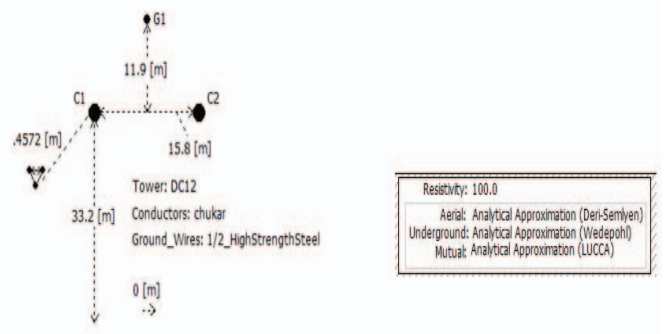 G1
11.9 [m]
C1
C2
.4572 [m]
15.8 [m]
Tower: DC12
33.2 [m]
Conductors: chukar
Ground_Wires: 1/2_HighStrengthSteel
0 [m]
Resistivity: 100.0
Aerial: Analytical Approximation (Deri-Semlyen)
Underground: Analytical Approximation (Wedepohl)
Mutual: Analytical Approximation (LUCCA)